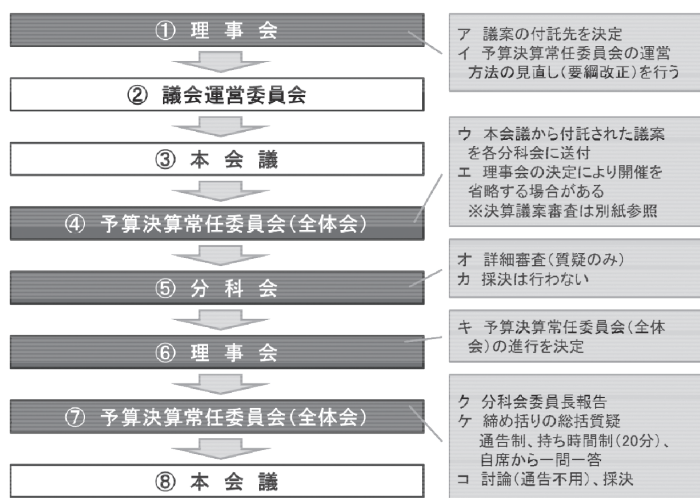 ① 理事会
ア 議案の付託先を決定
イ 予算決算常任委員会の運営
方法の見直し(要綱改正)を行う
② 議会運営委員会
③ 本会議
ウ 本会議から付託された議案
を各分科会に送付
エ 理事会の決定により開催を
省略する場合がある
※決算議案審査は別紙参照
④ 予算決算常任委員会(全体会)
⑤ 分科会
オ 詳細審査(質疑のみ)
カ 採決は行わない
⑥ 理事会
キ 予算決算常任委員会(全体
会)の進行を決定
⑦ 予算決算常任委員会(全体会)
ク 分科会委員長報告
ケ 締め括りの総括質疑
通告制、持ち時間制(20分)、
自席から一問一答
コ 討論(通告不用)、採決
⑧ 本会議